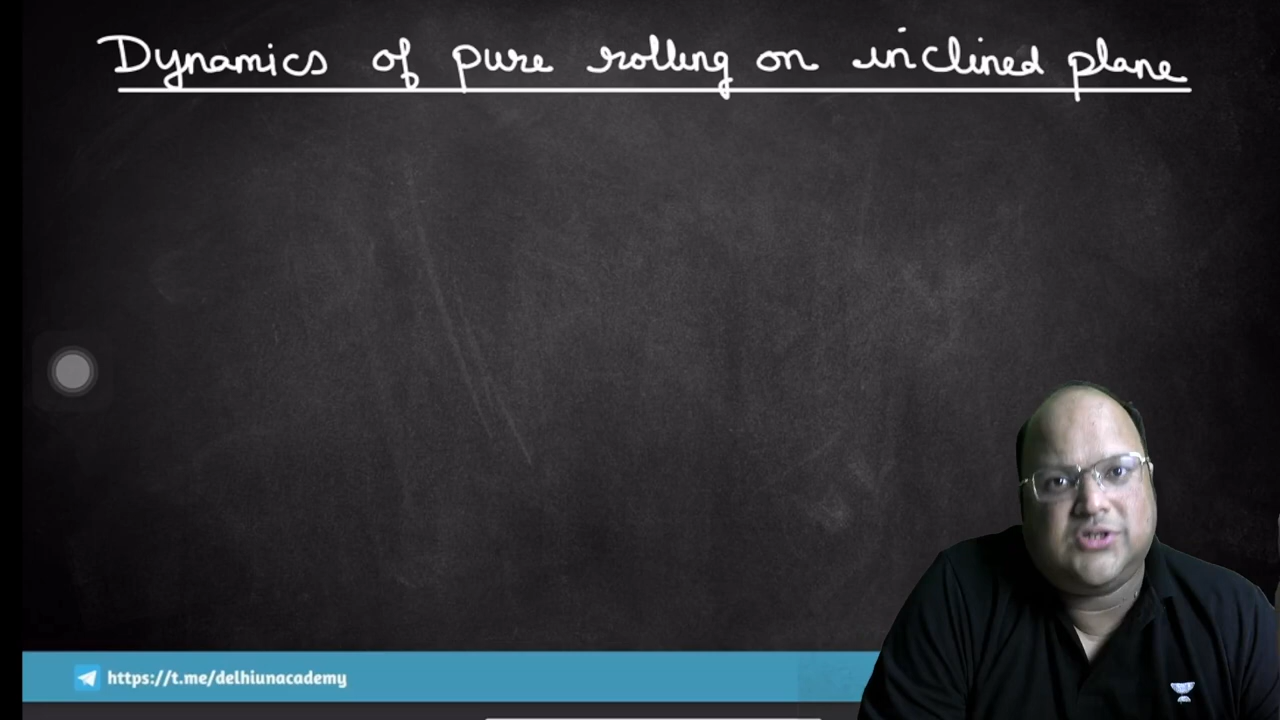 Dynamics of pure rolling on inclined plane
https://t.me/delhiunacademy